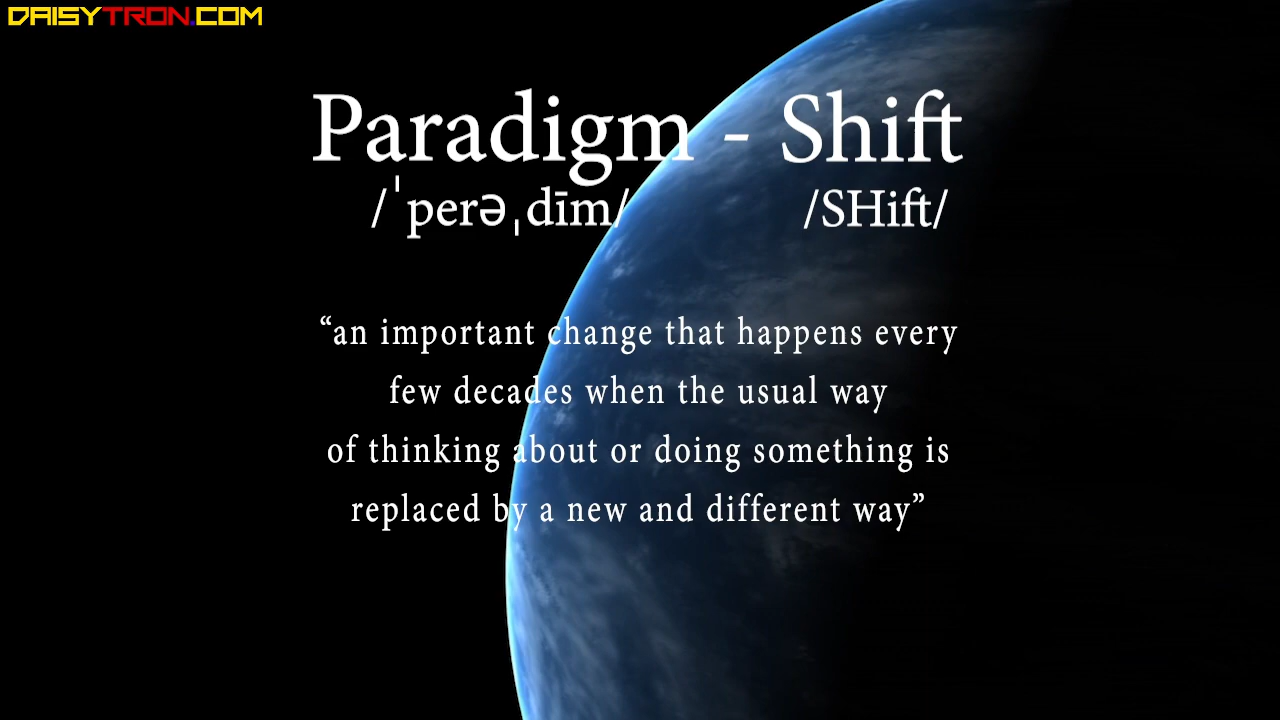 DAISYTRON.COM
Paradigm - Shift
/ˈperəˌdīm/ /SHift/
“an important change that happens every
few decades when the usual way
of thinking about or doing something is
replaced by a new and different way”